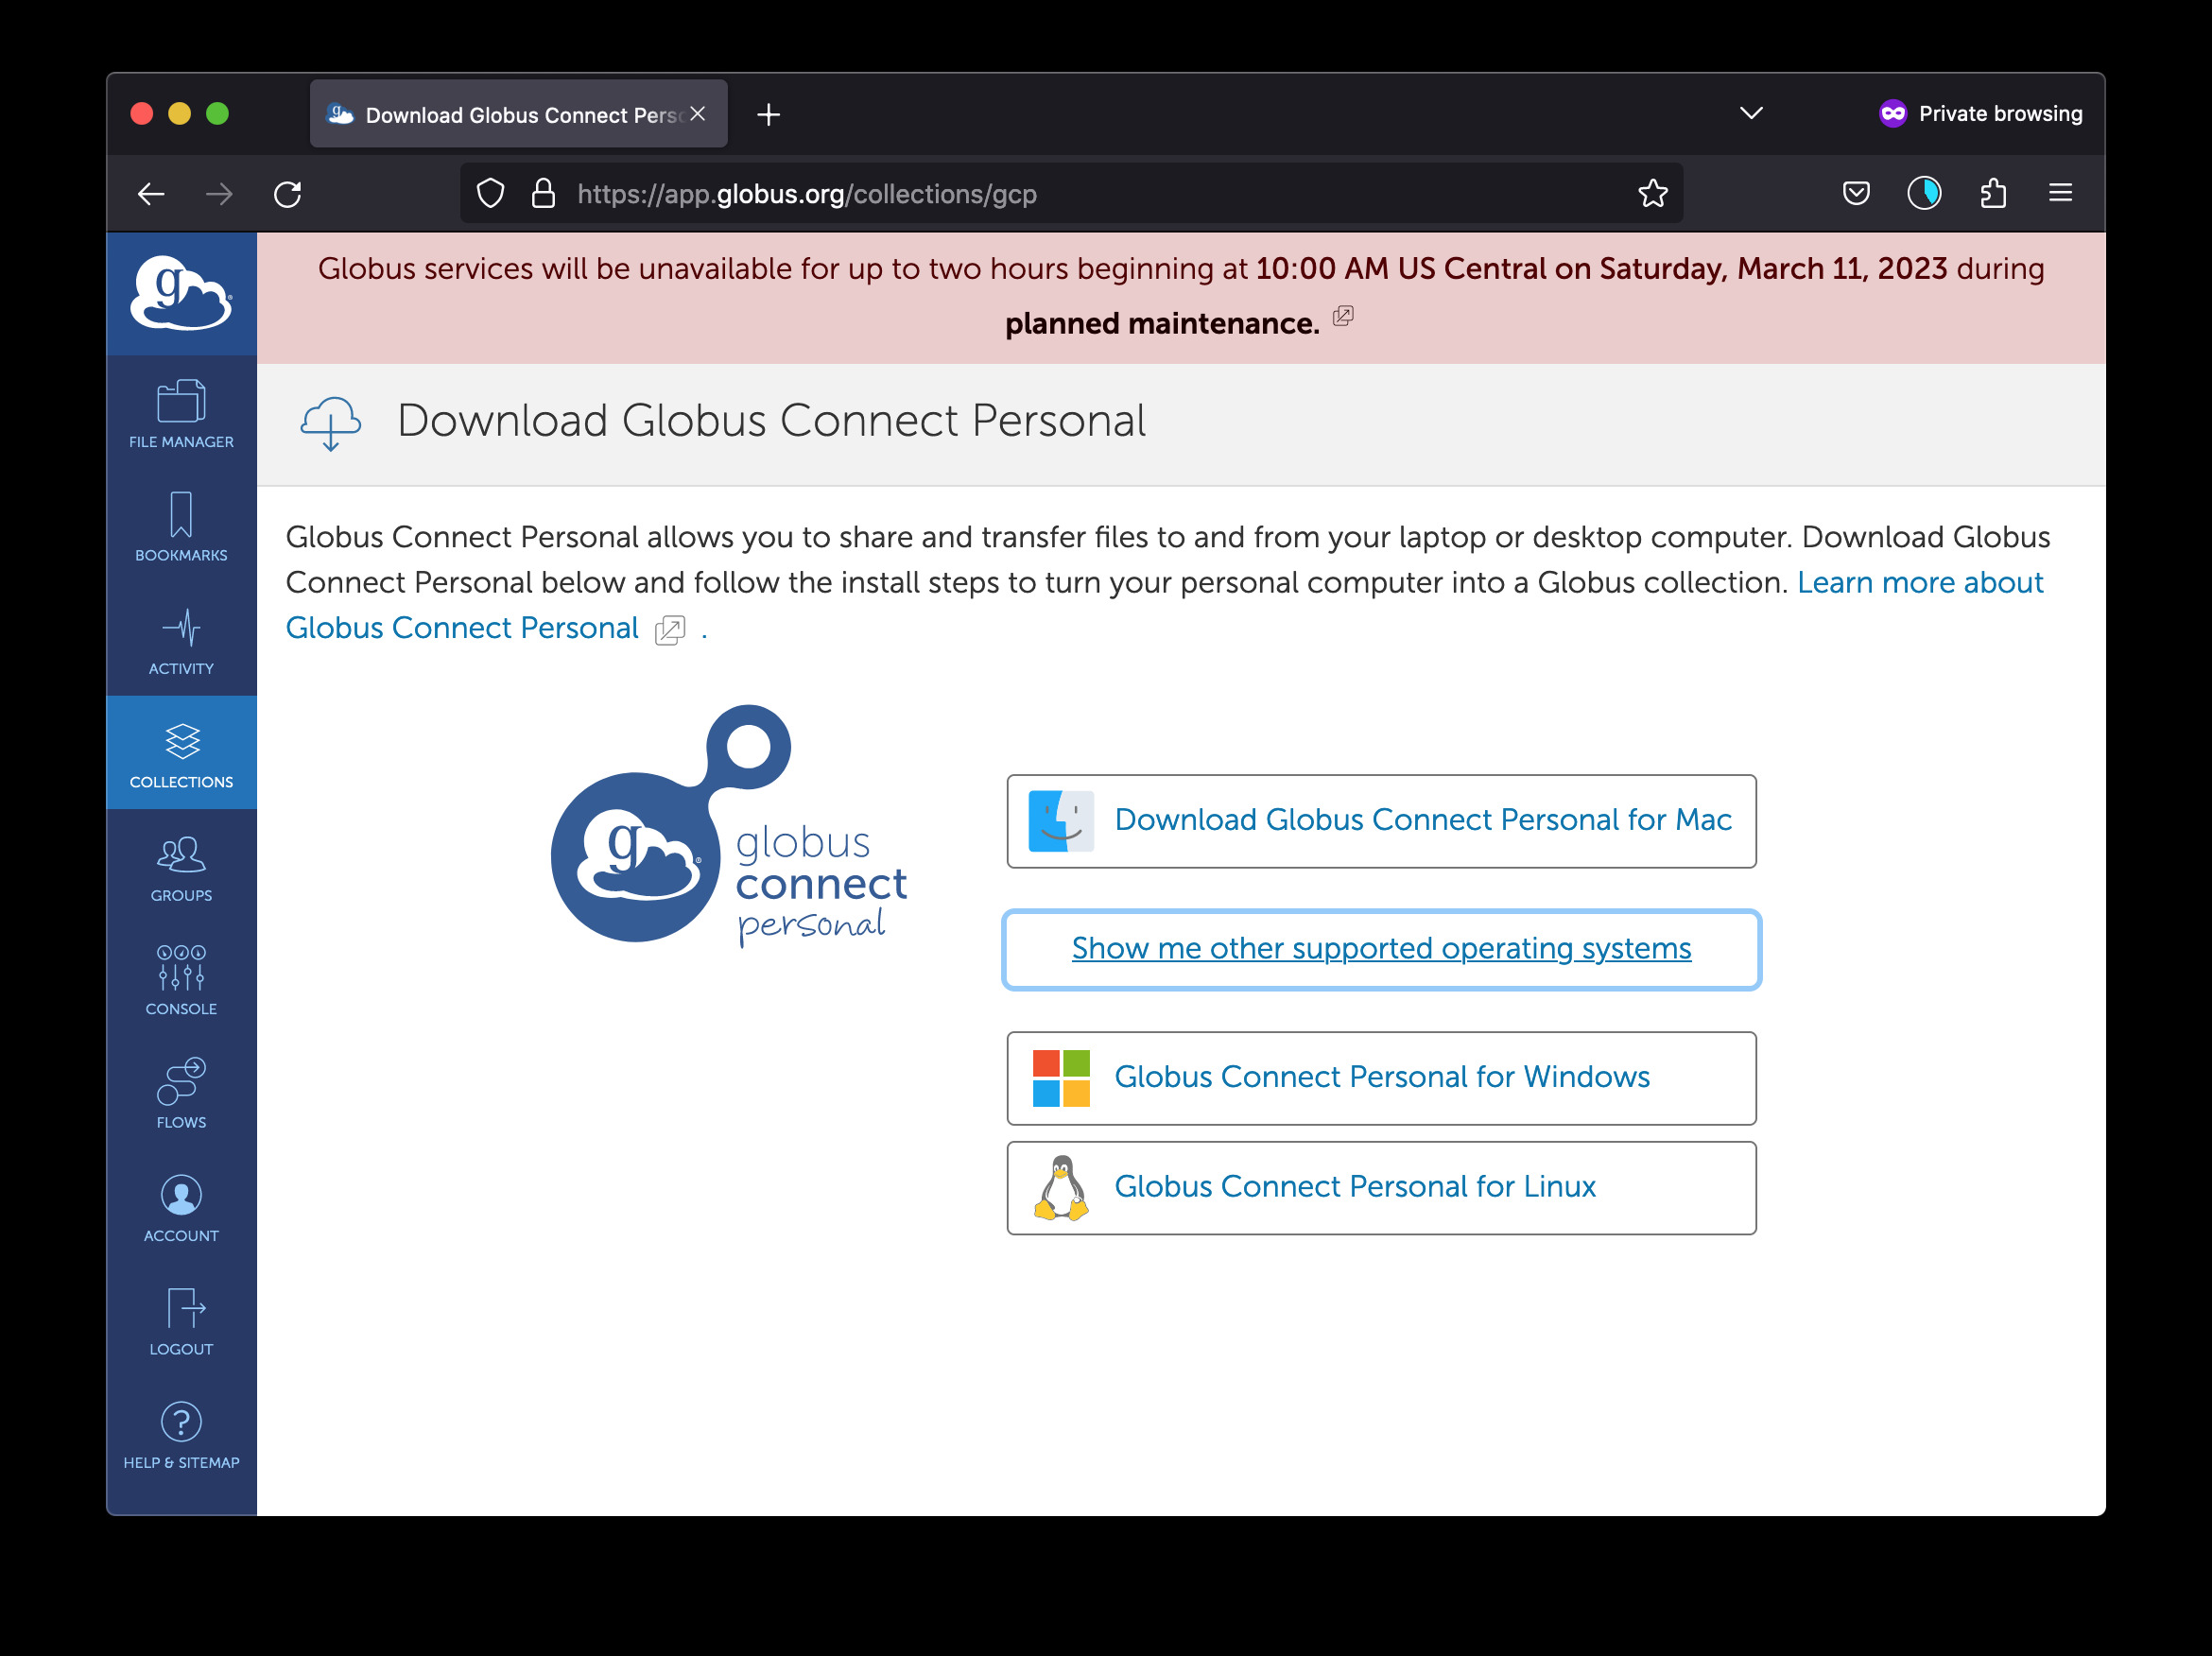 Download Globus Connect Pers
Private browsing
https://app.globus.org/collections/gcp
Globus services will be unavailable for up to two hours beginning at 10:00 AM US Central on Saturday, March 11, 2023 during
planned maintenance.
g
FILE MANAGER
BOOKMARKS
ACTIVITY
COLLECTIONS
GROUPS
CONSOLE
FLOWS
ACCOUNT
LOGOUT
HELP & SITEMAP
Download Globus Connect Personal
Globus Connect Personal allows you to share and transfer files to and from your laptop or desktop computer. Download Globus
Connect Personal below and follow the install steps to turn your personal computer into a Globus collection. Learn more about
Globus Connect Personal .
g
globus
connect
personal
Download Globus Connect Personal for Mac
Show me other supported operating systems
Globus Connect Personal for Windows
Globus Connect Personal for Linux